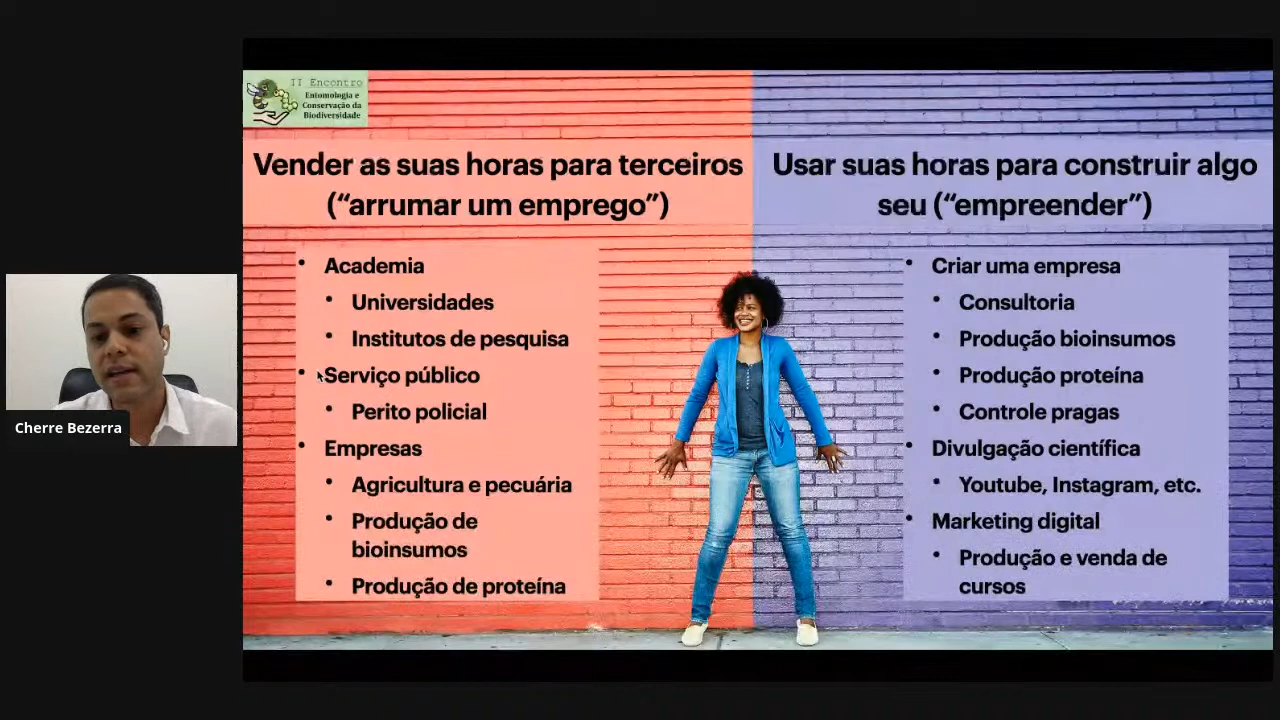 II Encontro
Entomologia e
Conservação da
Biodiversidade
Vender as suas horas para terceiros
(“arrumar um emprego”)
• Academia
• Universidades
• Institutos de pesquisa
• Serviço público
• Perito policial
• Empresas
• Agricultura e pecuária
• Produção de
bioinsumos
• Produção de proteína
Usar suas horas para construir algo
seu (“empreender”)
• Criar uma empresa
• Consultoria
• Produção bioinsumos
• Produção proteína
• Controle pragas
• Divulgação científica
• Youtube, Instagram, etc.
• Marketing digital
• Produção e venda de
cursos
Cherre Bezerra